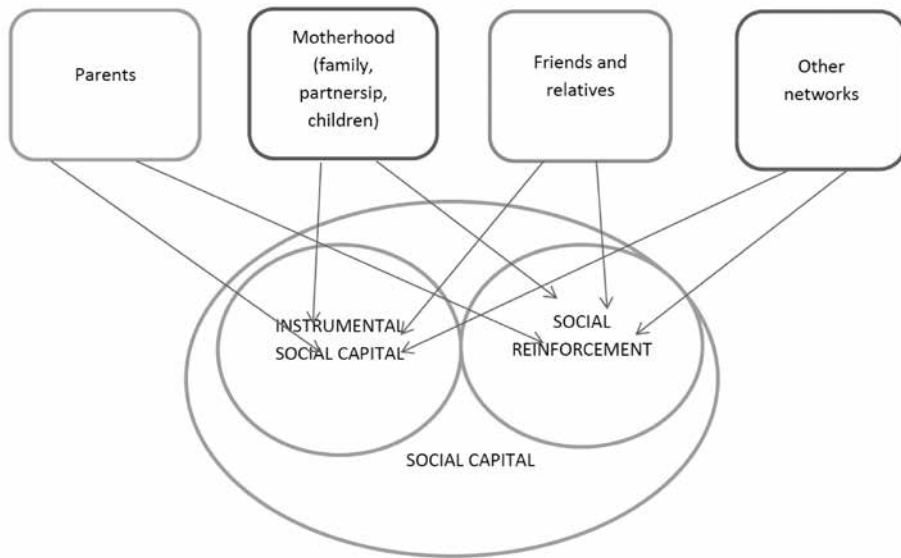 Parents
Motherhood
(family,
partnersip,
children)
Friends and
relatives
Other
networks
INSTRUMENTAL
SOCIAL CAPITAL
SOCIAL
REINFORCEMENT
SOCIAL CAPITAL